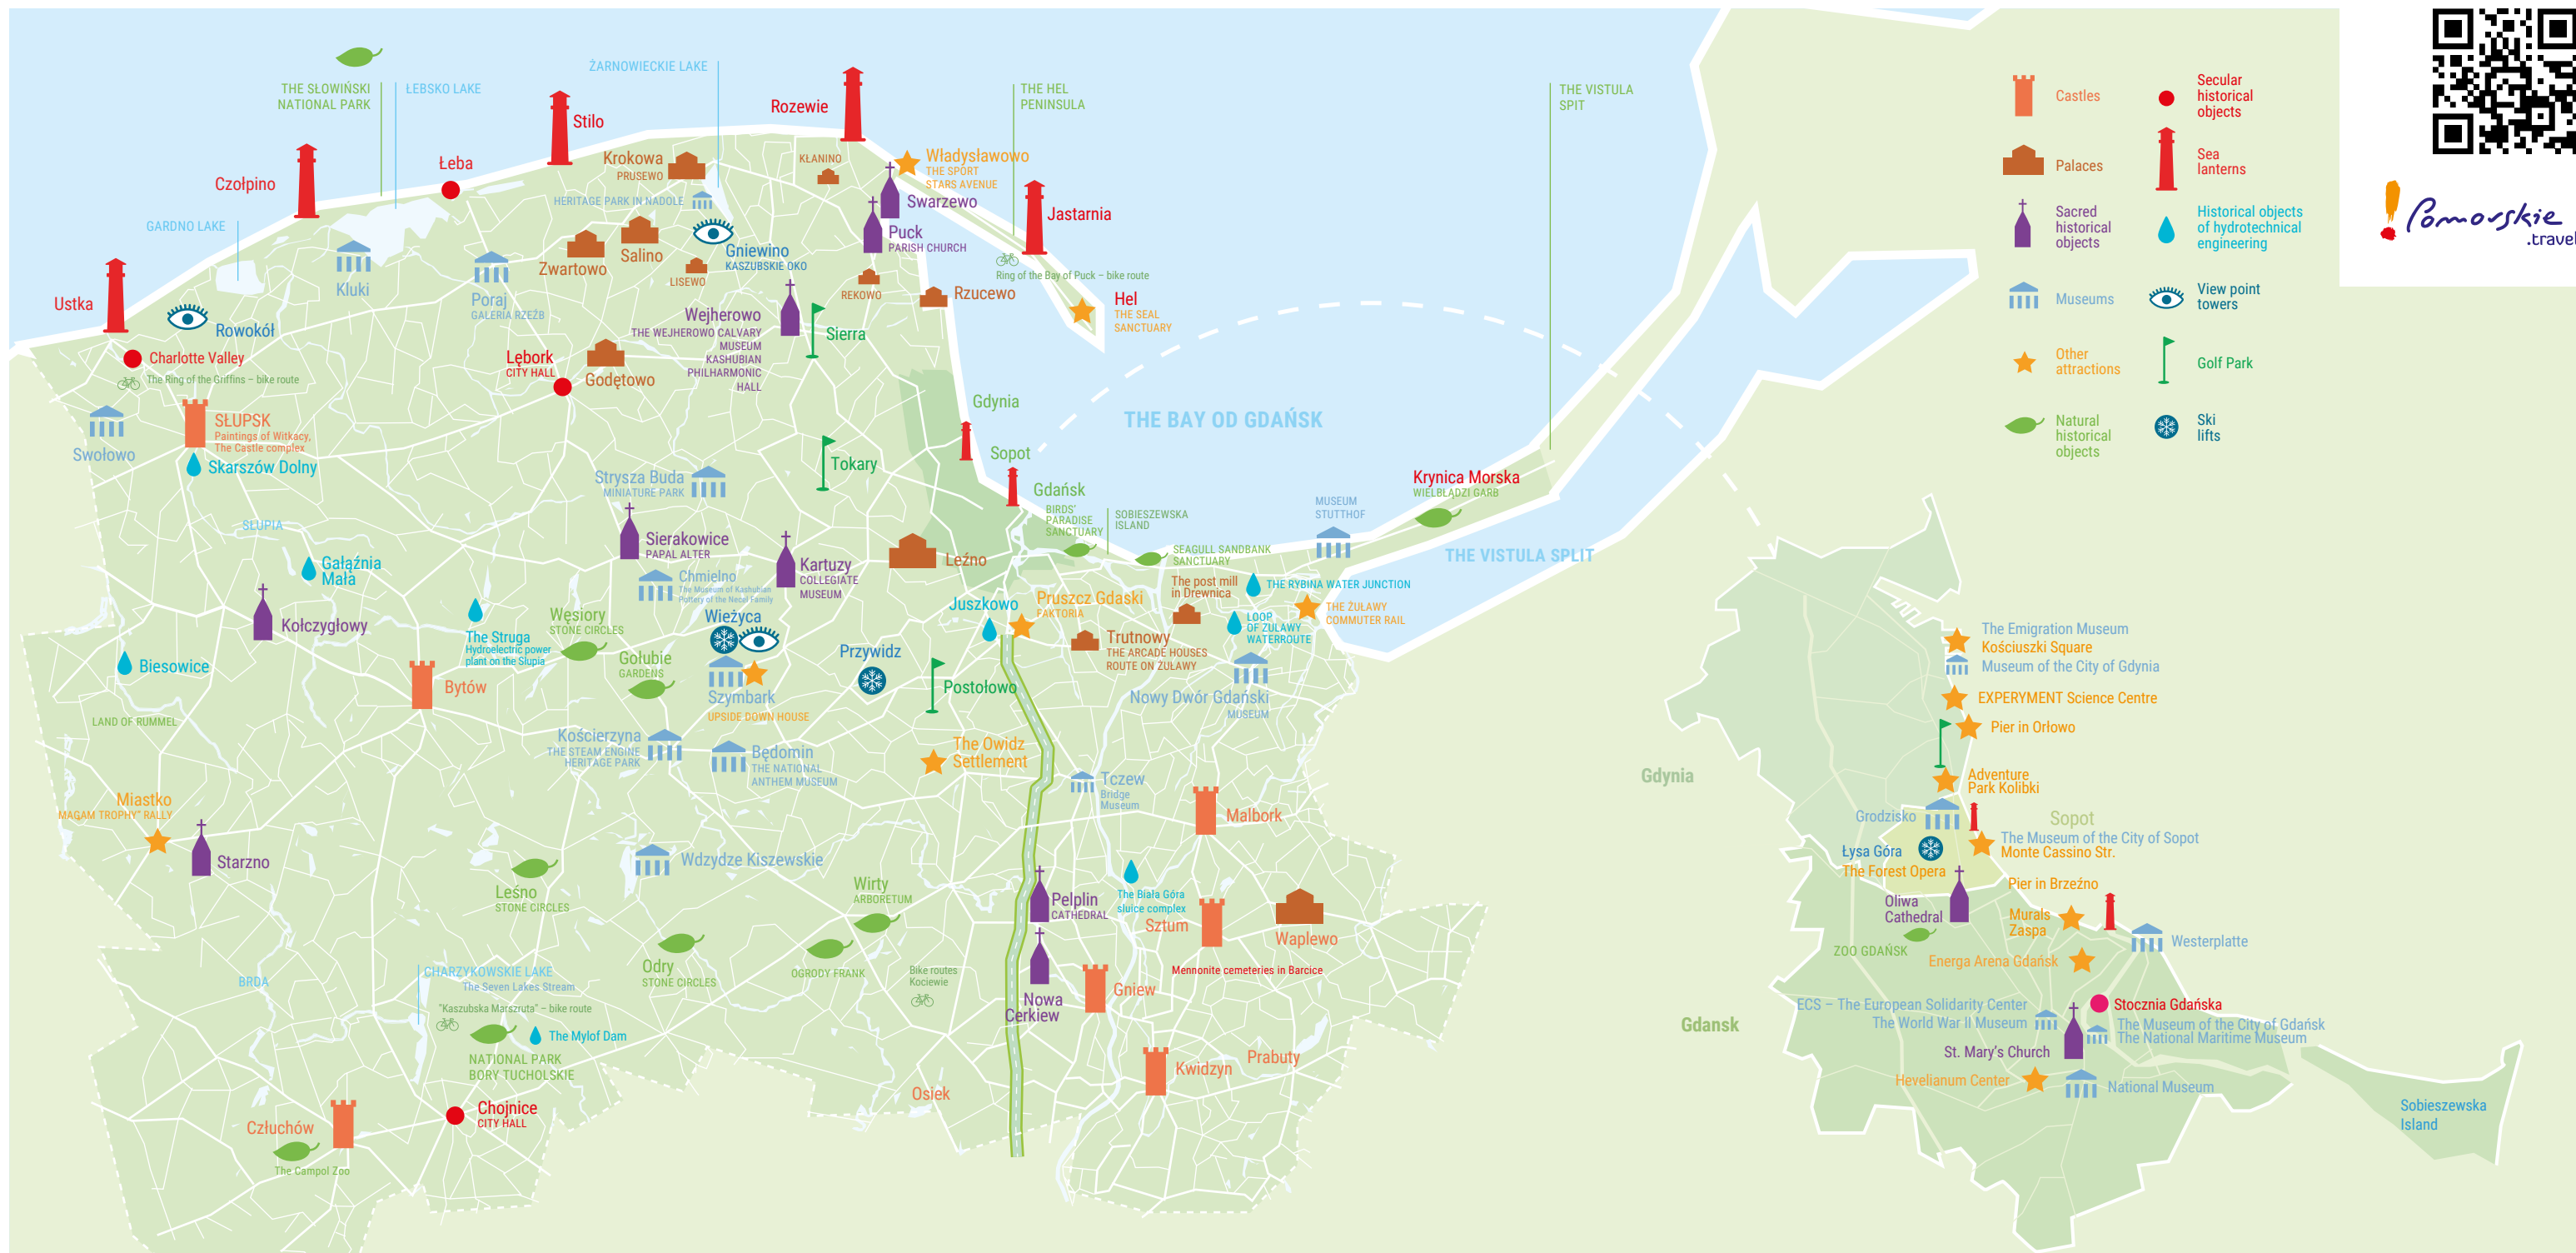 THE SŁOWIŃSKI
NATIONAL PARK
ŁEBSKO LAKE
ŻARNOWIECKIE LAKE
Rozewie
THE HEL
PENINSULA
THE VISTULA
SPIT
Stilo
Czołpino
Łeba
Krokowa
PRUSEWO
KŁANINO
Władysławowo
THE SPORT
STARS AVENUE
HERITAGE PARK IN NADOLE
Swarzewo
Jastarnia
GARDNO LAKE
Puck
PARISH CHURCH
Kluki
Zwartowo
Salino
Gniewino
KASZUBSKIE OKO
LISEWO
Ring of the Bay of Puck – bike route
REKOWO
Rzucewo
Poraj
GALERIA RZEŹB
Hel
THE SEAL
SANCTUARY
Ustka
Rowokół
Wejherowo
THE WEJHEROWO CALVARY
MUSEUM
KASHUBIAN
PHILHARMONIC
HALL
Sierra
Charlotte Valley
The Ring of the Griffins – bike route
Lębork
CITY HALL
Godętowo
SŁUPSK
Paintings of Witkacy,
The Castle complex
Swołowo
Skarszów Dolny
Gdynia
THE BAY OD GDAŃSK
Tokary
Sopot
Strysza Buda
MINIATURE PARK
Gdańsk
BIRDS'
PARADISE
SANCTUARY
SOBIESZEWSKA
ISLAND
MUSEUM
STUTTHOF
Krynica Morska
WIELBŁĄDZI GARB
SŁUPIA
Sierakowice
PAPAL ALTER
Kartuzy
COLLEGIATE
MUSEUM
Leźno
SEAGULL SANDBANK
SANCTUARY
THE VISTULA SPLIT
Gałąźnia
Mała
Chmielno
The Museum of Kashubian
Pottery of the Necel Family
The post mill
in Drewnica
THE RYBINA WATER JUNCTION
Kołczygłowy
The Struga
Hydroelectric power
plant on the Słupia
Węsiory
STONE CIRCLES
Wieżyca
Juszkowo
Pruszcz Gdaski
FAKTORIA
THE ŻUŁAWY
COMMUTER RAIL
LOOP
OF ŻUŁAWY
WATERROUTE
Trutnowy
THE ARCADE HOUSES
ROUTE ON ŻUŁAWY
Biesowice
Gołubie
GARDENS
Przywidz
Bytów
Szymbark
UPSIDE DOWN HOUSE
Postołowo
Nowy Dwór Gdański
MUSEUM
LAND OF RUMMEL
Kościerzyna
THE STEAM ENGINE
HERITAGE PARK
Będomin
THE NATIONAL
ANTHEM MUSEUM
The Owidz
Settlement
Tczew
Bridge
Museum
Miastko
MAGAM TROPHY" RALLY
Malbork
Starzno
Wdzydze Kiszewskie
Leśno
STONE CIRCLES
Wirty
ARBORETUM
Pelplin
CATHEDRAL
The Biała Góra
sluice complex
Sztum
Waplewo
Odry
STONE CIRCLES
OGRODY FRANK
Bike routes
Kociewie
Mennonite cemeteries in Barcice
BRDA
CHARZYKOWSKIE LAKE
The Seven Lakes Stream
"Kaszubska Marszruta" – bike route
Nowa
Cerkiew
Gniew
The Mylof Dam
NATIONAL PARK
BORY TUCHOLSKIE
Prabuty
Kwidzyn
Osiek
Chojnice
CITY HALL
Człuchów
The Campol Zoo
Castles
Secular
historical
objects
Palaces
Sea
lanterns
Sacred
historical
objects
Historical objects
of hydrotechnical
engineering
Museums
View point
towers
Other
attractions
Golf Park
Natural
historical
objects
Ski
lifts
Pomorskie
.travel
The Emigration Museum
Kościuszki Square
Museum of the City of Gdynia
EXPERYMENT Science Centre
Pier in Orłowo
Gdynia
Adventure
Park Kolibki
Grodzisko
Sopot
The Museum of the City of Sopot
Monte Cassino Str.
Łysa Góra
The Forest Opera
Pier in Brzeźno
Oliwa
Cathedral
Murals
Zaspa
ZOO GDAŃSK
Westerplatte
Energa Arena Gdańsk
ECS – The European Solidarity Center
The World War II Museum
Stocznia Gdańska
The Museum of the City of Gdańsk
The National Maritime Museum
Gdansk
St. Mary's Church
Hevelianum Center
National Museum
Sobieszewska
Island